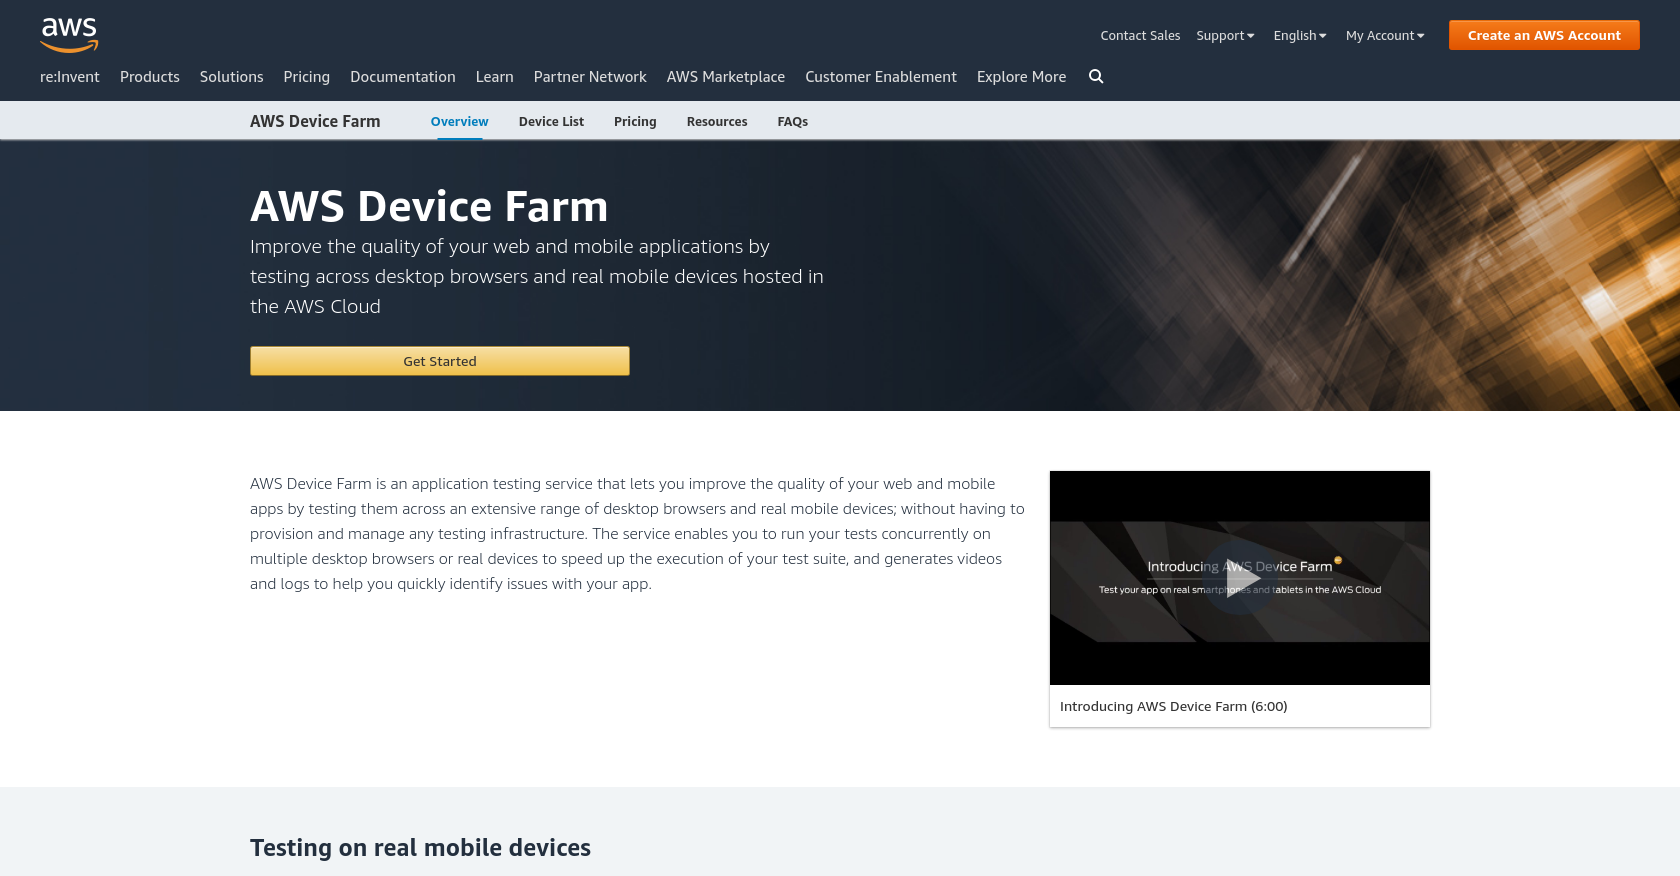 aws
Contact Sales
Support
English
My Account
Create an AWS Account
re:Invent
Products
Solutions
Pricing
Documentation
Learn
Partner Network
AWS Marketplace
Customer Enablement
Explore More
AWS Device Farm
Overview
Device List
Pricing
Resources
FAQs
AWS Device Farm
Improve the quality of your web and mobile applications by
testing across desktop browsers and real mobile devices hosted in
the AWS Cloud
Get Started
AWS Device Farm is an application testing service that lets you improve the quality of your web and mobile
apps by testing them across an extensive range of desktop browsers and real mobile devices; without having to
provision and manage any testing infrastructure. The service enables you to run your tests concurrently on
multiple desktop browsers or real devices to speed up the execution of your test suite, and generates videos
and logs to help you quickly identify issues with your app.
Introducing AWS Device Farm
Test your app on real smartphones and tablets in the AWS Cloud
Introducing AWS Device Farm (6:00)
Testing on real mobile devices